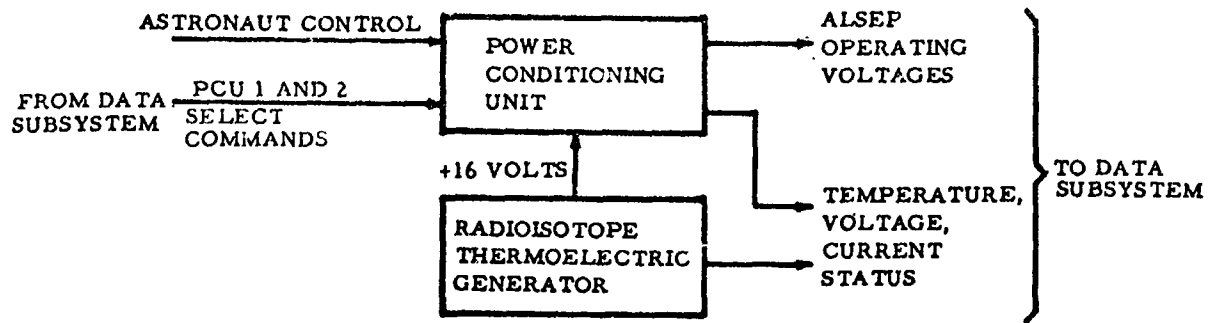 ASTRONAUT CONTROL
FROM DATA
SUBSYSTEM
PCU 1 AND 2
SELECT
COMMANDS
POWER
CONDITIONING
UNIT
+16 VOLTS
RADIOISOTOPE
THERMOELECTRIC
GENERATOR
ALSEP
OPERATING
VOLTAGES
TEMPERATURE,
VOLTAGE,
CURRENT
STATUS
TO DATA
SUBSYSTEM